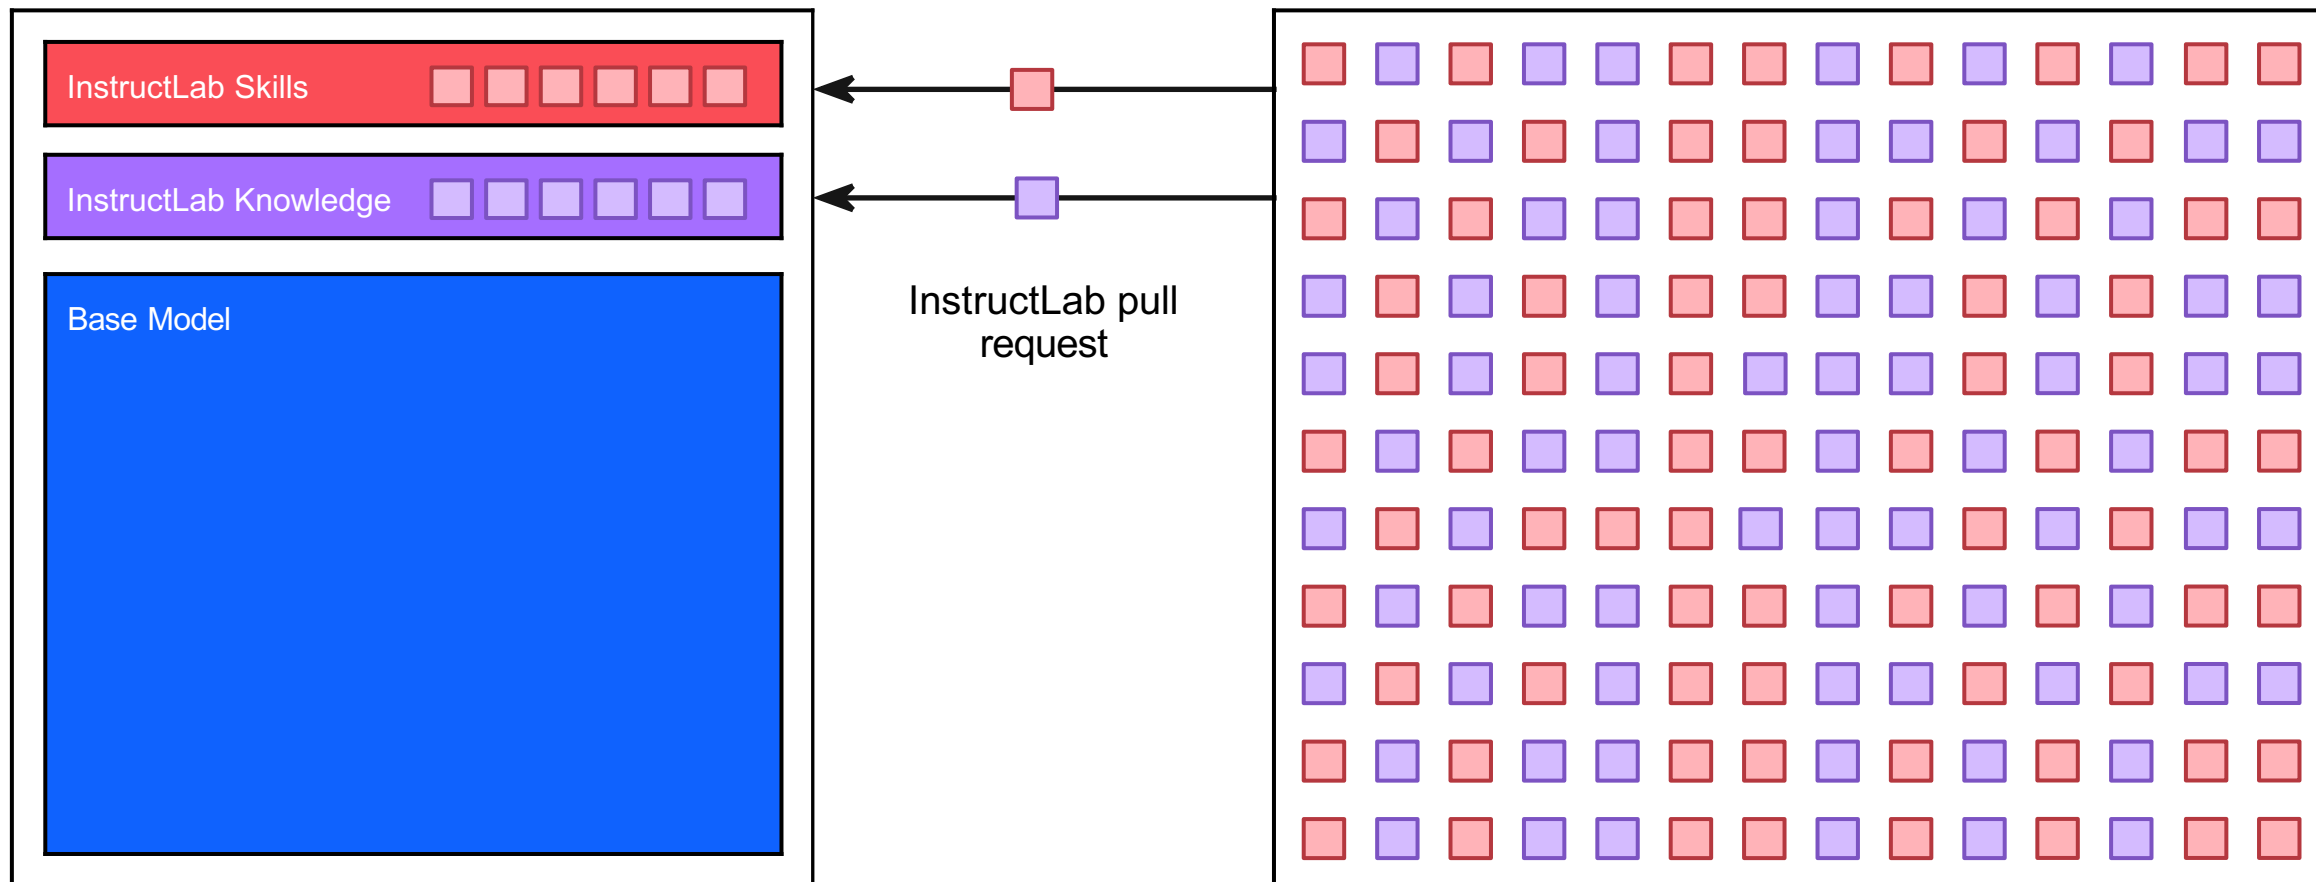 InstructLab Skills
InstructLab Knowledge
Base Model
InstructLab pull
request